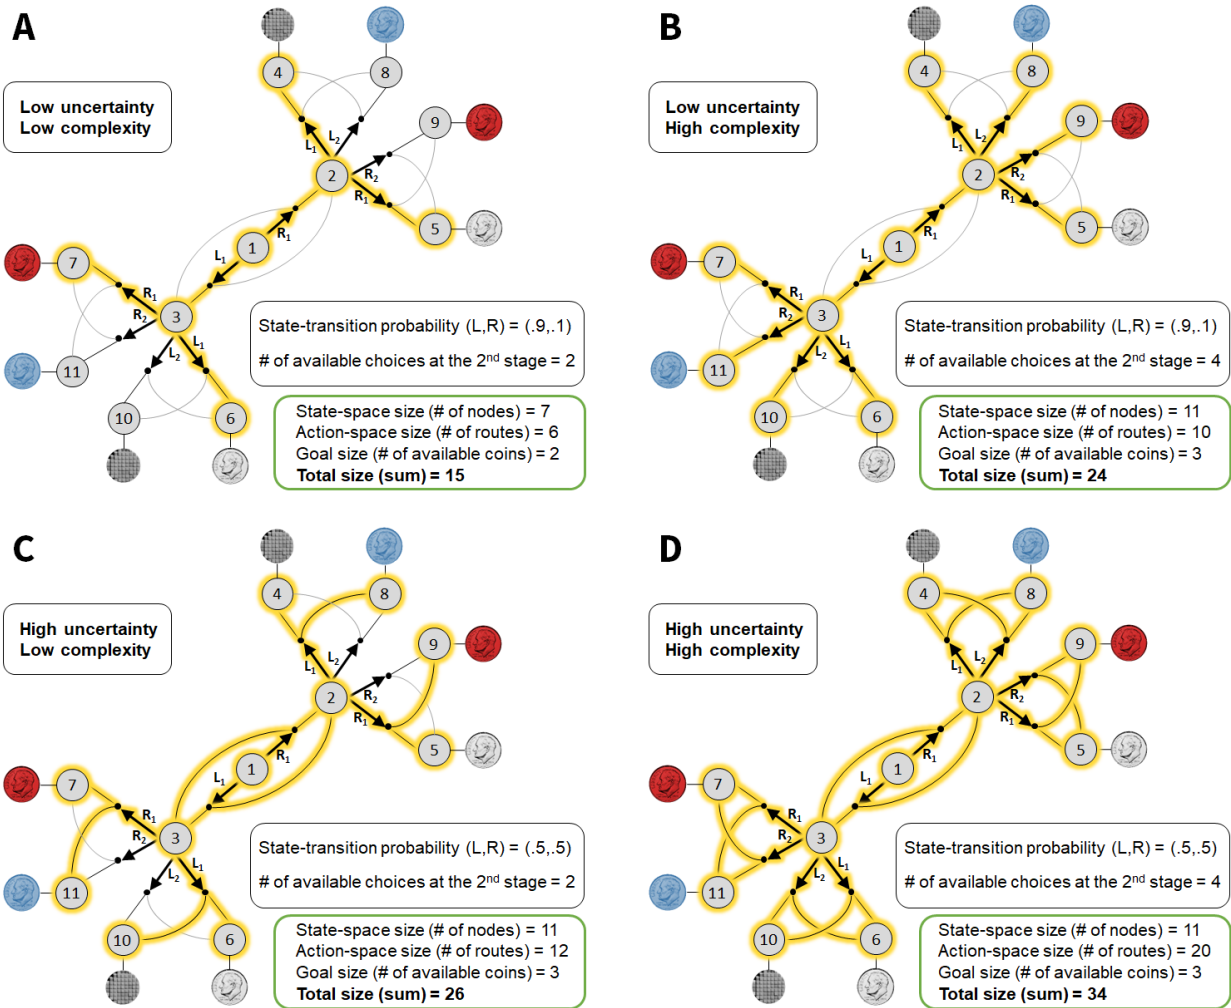 A
4
8
Low uncertainty
Low complexity
9
L1
L2
2
R2
R1
5
1
R1
L1
7
R1
3
R2
L2
L1
11
10
6
State-transition probability (L,R) = (.9,.1)
# of available choices at the 2nd stage = 2
State-space size (# of nodes) = 7
Action-space size (# of routes) = 6
Goal size (# of available coins) = 2
Total size (sum) = 15
B
4
8
Low uncertainty
High complexity
9
L1
L2
2
R2
R1
5
1
R1
L1
7
R1
3
R2
L2
L1
11
10
6
State-transition probability (L,R) = (.9,.1)
# of available choices at the 2nd stage = 4
State-space size (# of nodes) = 11
Action-space size (# of routes) = 10
Goal size (# of available coins) = 3
Total size (sum) = 24
C
4
8
High uncertainty
Low complexity
9
L1
L2
2
R2
R1
5
1
R1
L1
7
R1
3
R2
L2
L1
11
10
6
State-transition probability (L,R) = (.5,.5)
# of available choices at the 2nd stage = 2
State-space size (# of nodes) = 11
Action-space size (# of routes) = 12
Goal size (# of available coins) = 3
Total size (sum) = 26
D
4
8
High uncertainty
High complexity
9
L1
L2
2
R2
R1
5
1
R1
L1
7
R1
3
R2
L2
L1
11
10
6
State-transition probability (L,R) = (.5,.5)
# of available choices at the 2nd stage = 4
State-space size (# of nodes) = 11
Action-space size (# of routes) = 20
Goal size (# of available coins) = 3
Total size (sum) = 34